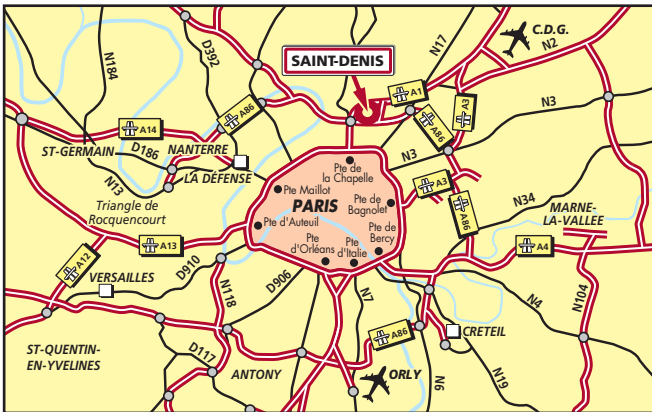 C.D.G.
N184
D392
N17
N2
SAINT-DENIS
A1
A3
A86
A86
A14
N3
ST-GERMAIN
D186
NANTERRE
LA DÉFENSE
N3
Pte de
la Chapelle
A3
N13
Pte Maillot
PARIS
Pte de
Bagnolet
N34
MARNE-
LA-VALLEE
Triangle de
Rocquencourt
Pte d'Auteuil
A86
A13
Pte
d'Orléans
Pte
d'Italie
Pte de
Bercy
A4
A12
VERSAILLES
D910
N118
D906
N7
N4
N104
A86
CRETEIL
ST-QUENTIN-
EN-YVELINES
D117
ANTONY
ORLY
N6
N19